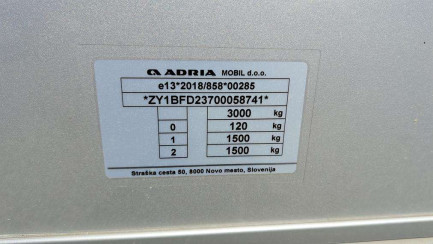 ADRIA MOBIL d.o.o.
e13*2018/858*00285
*ZY1BFD23700058741*
3000 kg
0 120 kg
1 1500 kg
2 1500 kg
Straška cesta 50, 8000 Novo mesto, Slovenija